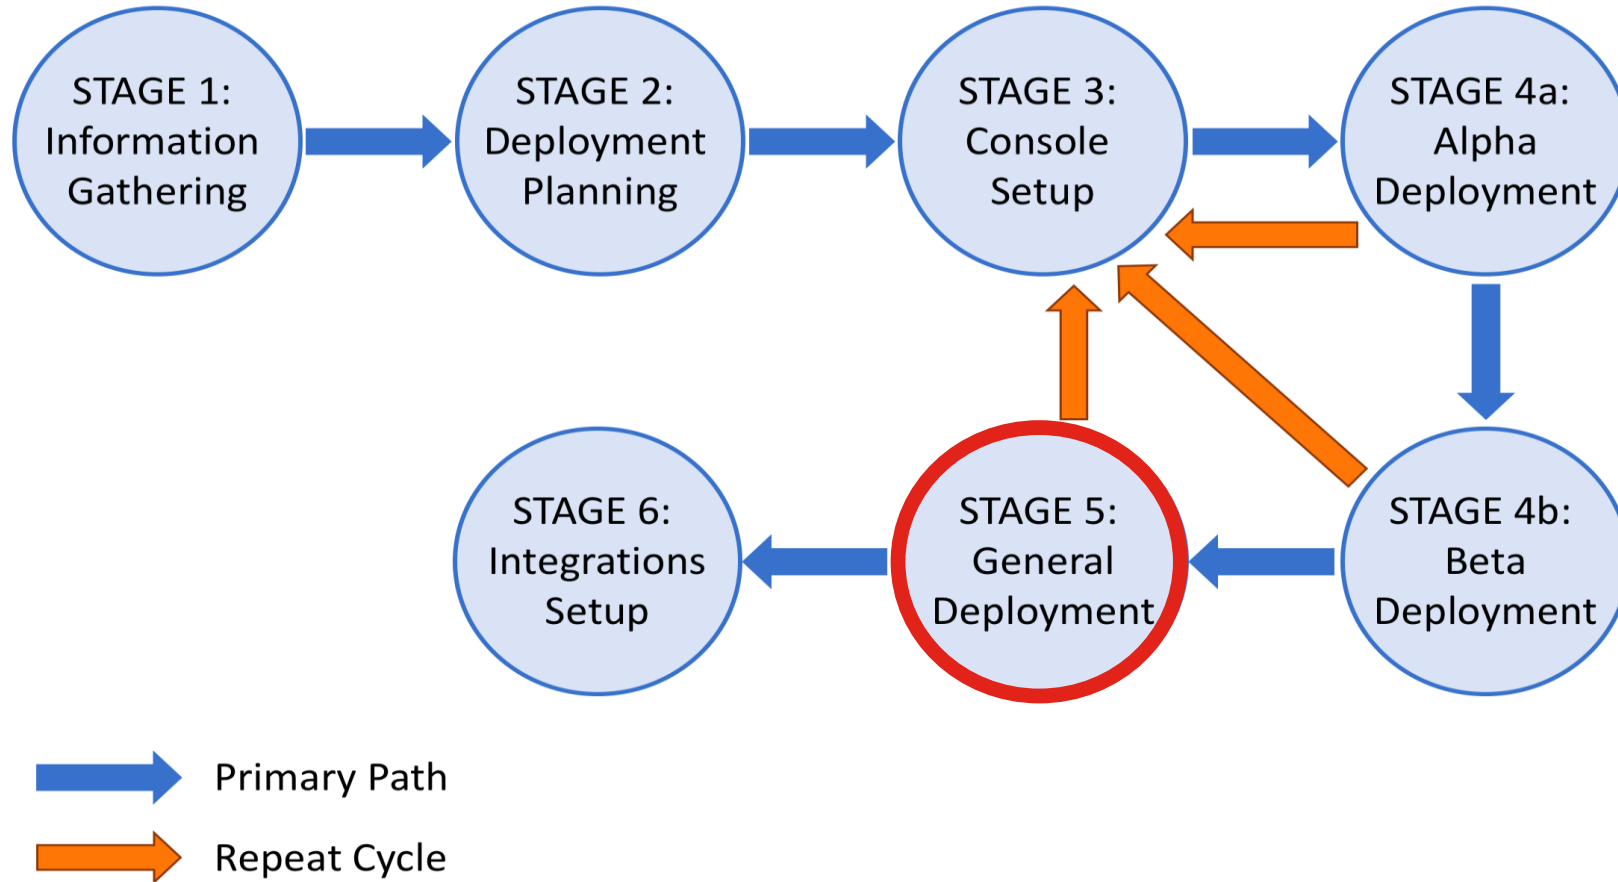 STAGE 1:
Information
Gathering
STAGE 2:
Deployment
Planning
STAGE 3:
Console
Setup
STAGE 4a:
Alpha
Deployment
STAGE 6:
Integrations
Setup
STAGE 5:
General
Deployment
STAGE 4b:
Beta
Deployment
Primary Path
Repeat Cycle